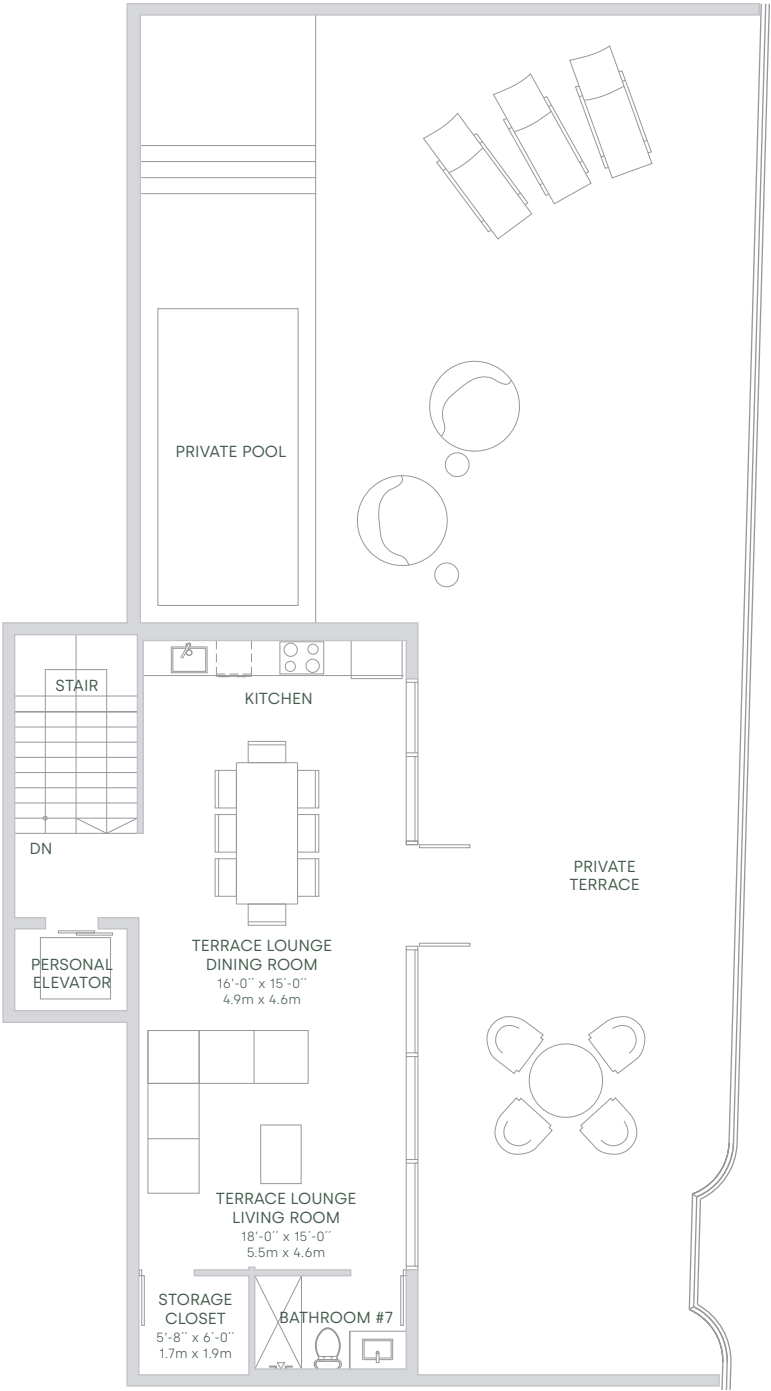 PRIVATE POOL
STAIR
KITCHEN
DN
PRIVATE
TERRACE
TERRACE LOUNGE
DINING ROOM
16'-0´´ x 15´-0´´
4.9m x 4.6m
PERSONAL
ELEVATOR
TERRACE LOUNGE
LIVING ROOM
18'-0´´ x 15´-0´´
5.5m x 4.6m
STORAGE
CLOSET
5'-8´´ x 6´-0´´
1.7m x 1.9m
BATHROOM #7